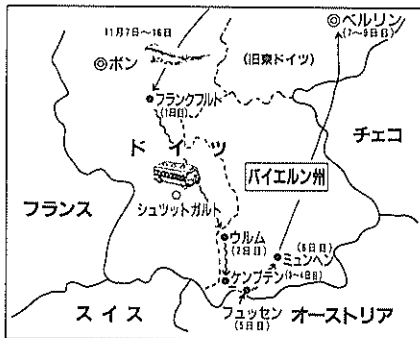 11月7日～16日
◎ベルリン
(7～9日目)
◎ボン
(旧東ドイツ)
フランクフルト
(1日目)
チェコ
ドイツ
バイエルン州
シュツットガルト
フランス
ウルム
(2日目)
(6日目)
ミュンヘン
ケンプテン(3～4日目)
フュッセン
(5日目)
スイス
オーストリア